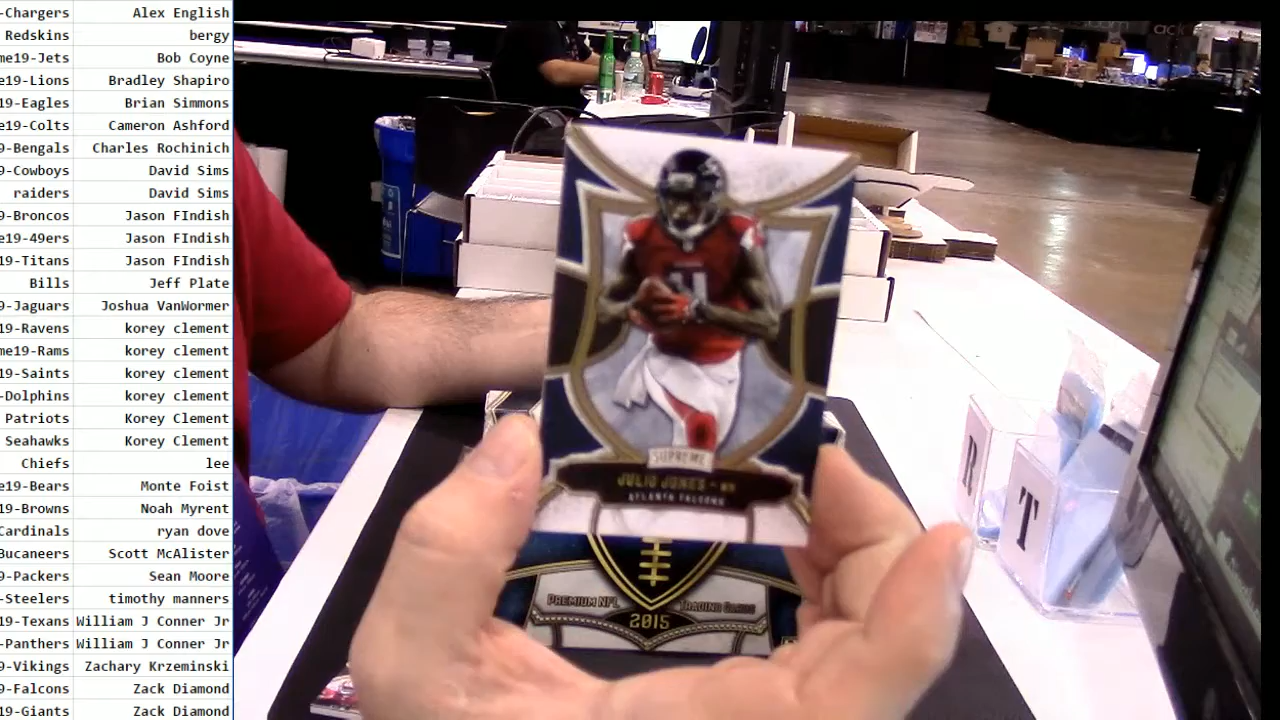 -Chargers Alex English
Redskins bergy
me19-Jets Bob Coyne
e19-Lions Bradley Shapiro
19-Eagles Brian Simmons
e19-Colts Cameron Ashford
9-Bengals Charles Rochinich
9-Cowboys David Sims
raiders David Sims
9-Broncos Jason FIndish
e19-49ers Jason FIndish
19-Titans Jason FIndish
Bills Jeff Plate
9-Jaguars Joshua VanWormer
19-Ravens korey clement
me19-Rams korey clement
19-Saints korey clement
-Dolphins korey clement
Patriots Korey Clement
Seahawks Korey Clement
Chiefs lee
e19-Bears Monte Foist
19-Browns Noah Myrent
Cardinals ryan dove
Bucaneers Scott McAlister
9-Packers Sean Moore
-Steelers timothy manners
19-Texans William J Conner Jr
-Panthers William J Conner Jr
9-Vikings Zachary Krzeminski
9-Falcons Zack Diamond
19-Giants Zack Diamond
11
SUPREME
JULIO JONES - WR
ATLANTA FALCONS
PREMIUM NFL TRADING CARDS
2015
R
T